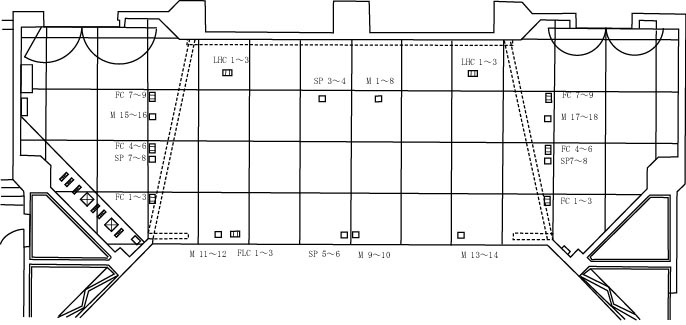 LHC 1～3
LHC 1～3
SP 3～4
M 1～8
FC 7～9
FC 7～9
M 15～16
M 17～18
FC 4～6
FC 4～6
SP 7～8
SP7～8
FC 1～3
FC 1～3
M 11～12
FLC 1～3
SP 5～6
M 9～10
M 13～14